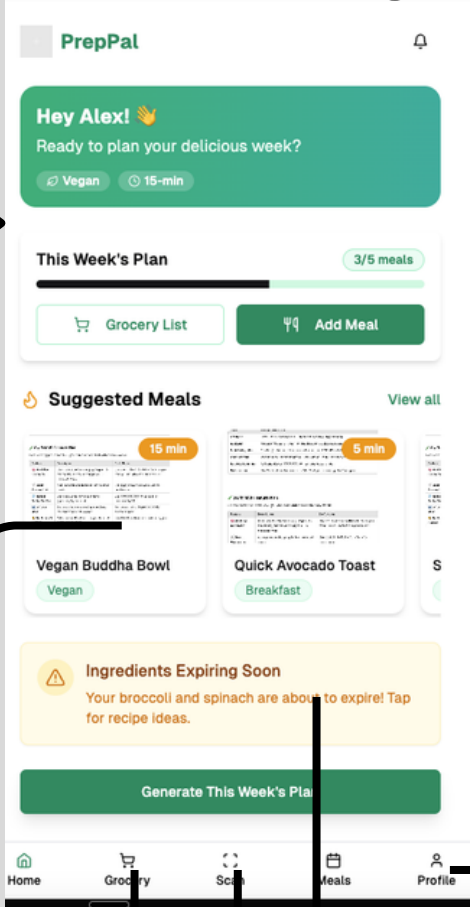 PrepPal
Hey Alex! 👋
Ready to plan your delicious week?
Vegan
15-min
This Week's Plan
3/5 meals
Grocery List
Add Meal
Suggested Meals
View all
15 min
5 min
Vegan Buddha Bowl
Quick Avocado Toast
S
Vegan
Breakfast
Ingredients Expiring Soon
Your broccoli and spinach are about to expire! Tap
for recipe ideas.
Generate This Week's Plan
Home
Grocery
Scan
Meals
Profile